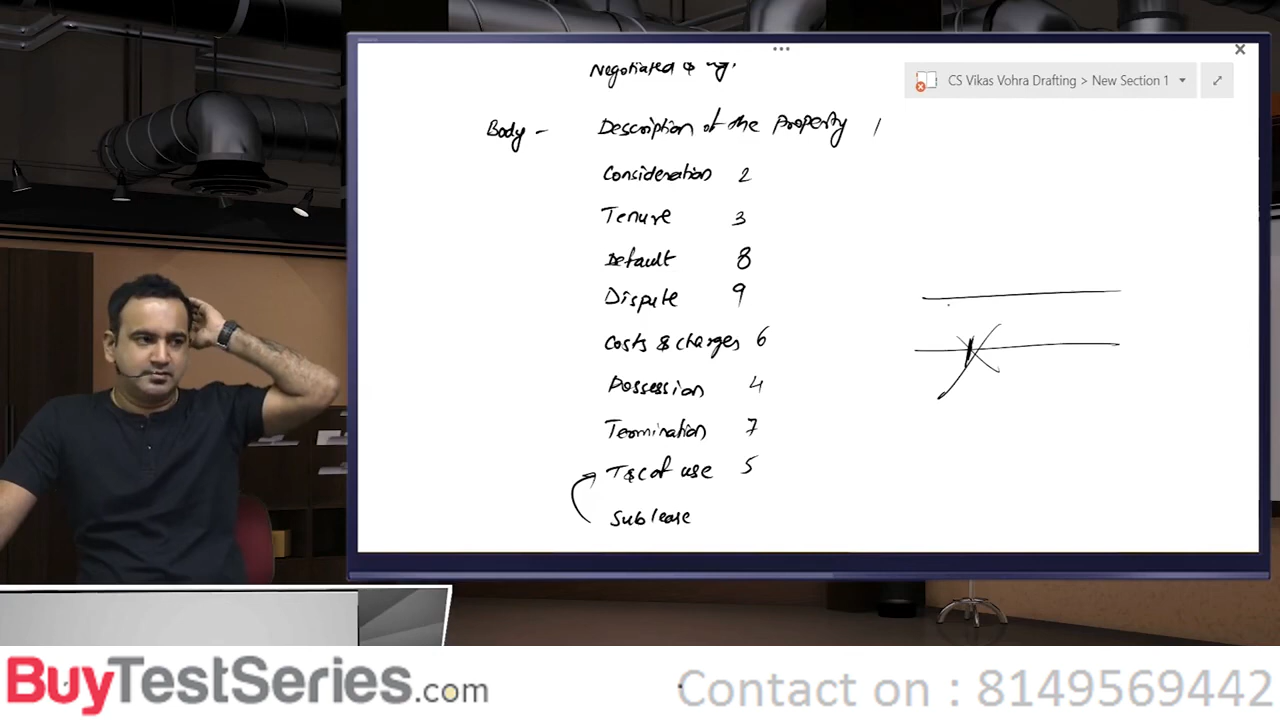 Negotiated &
CS Vikas Vohra Drafting > New Section 1
Body - Description of the Property 1
Consideration 2
Tenure 3
Default 8
Dispute 9
Costs & charges 6
Possession 4
Termination 7
T&C of use 5
Sublease
BuyTestSeries.com
Contact on : 8149569442